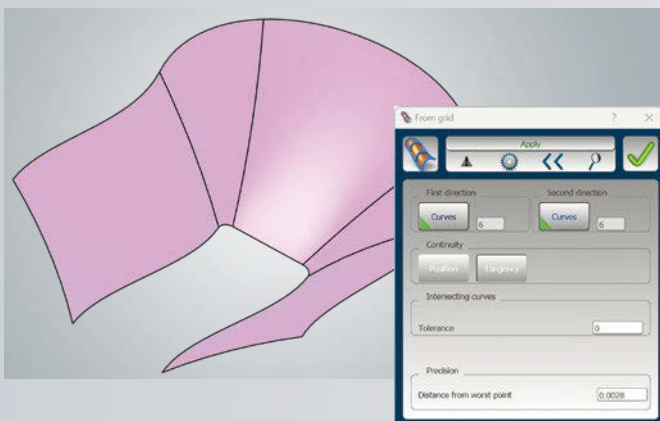 From grid ? ×
Apply
First direction Second direction
Curves 6 Curves 6
Continuity
Position Tangency
Intersecting curves
Tolerance 0
Precision
Distance from worst point 0.0028